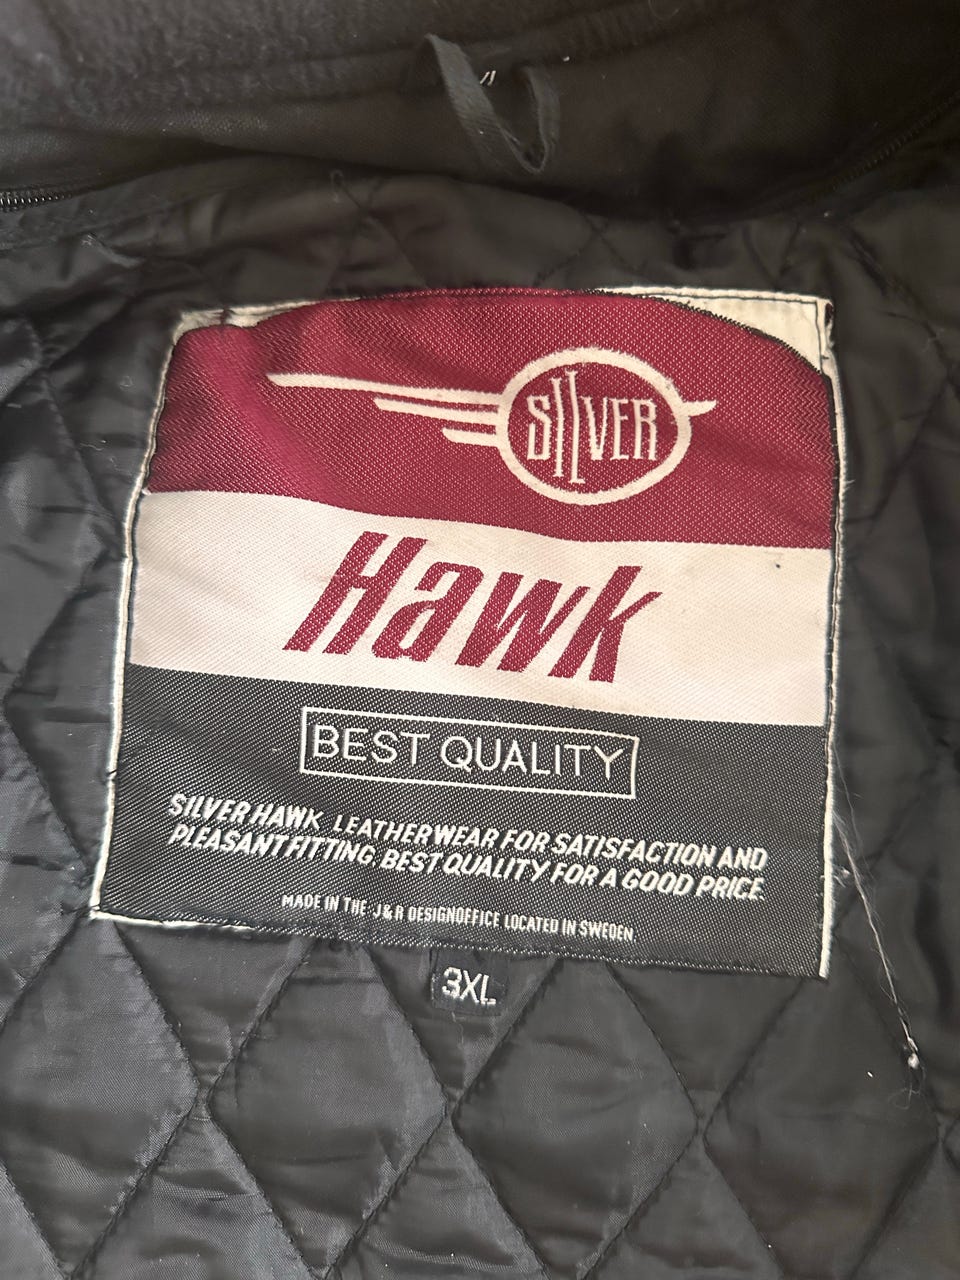 SILVER
Hawk
BEST QUALITY
SILVER HAWK LEATHERWEAR FOR SATISFACTION AND
PLEASANT FITTING. BEST QUALITY FOR A GOOD PRICE.
MADE IN THE J&R DESIGNOFFICE LOCATED IN SWEDEN.
3XL